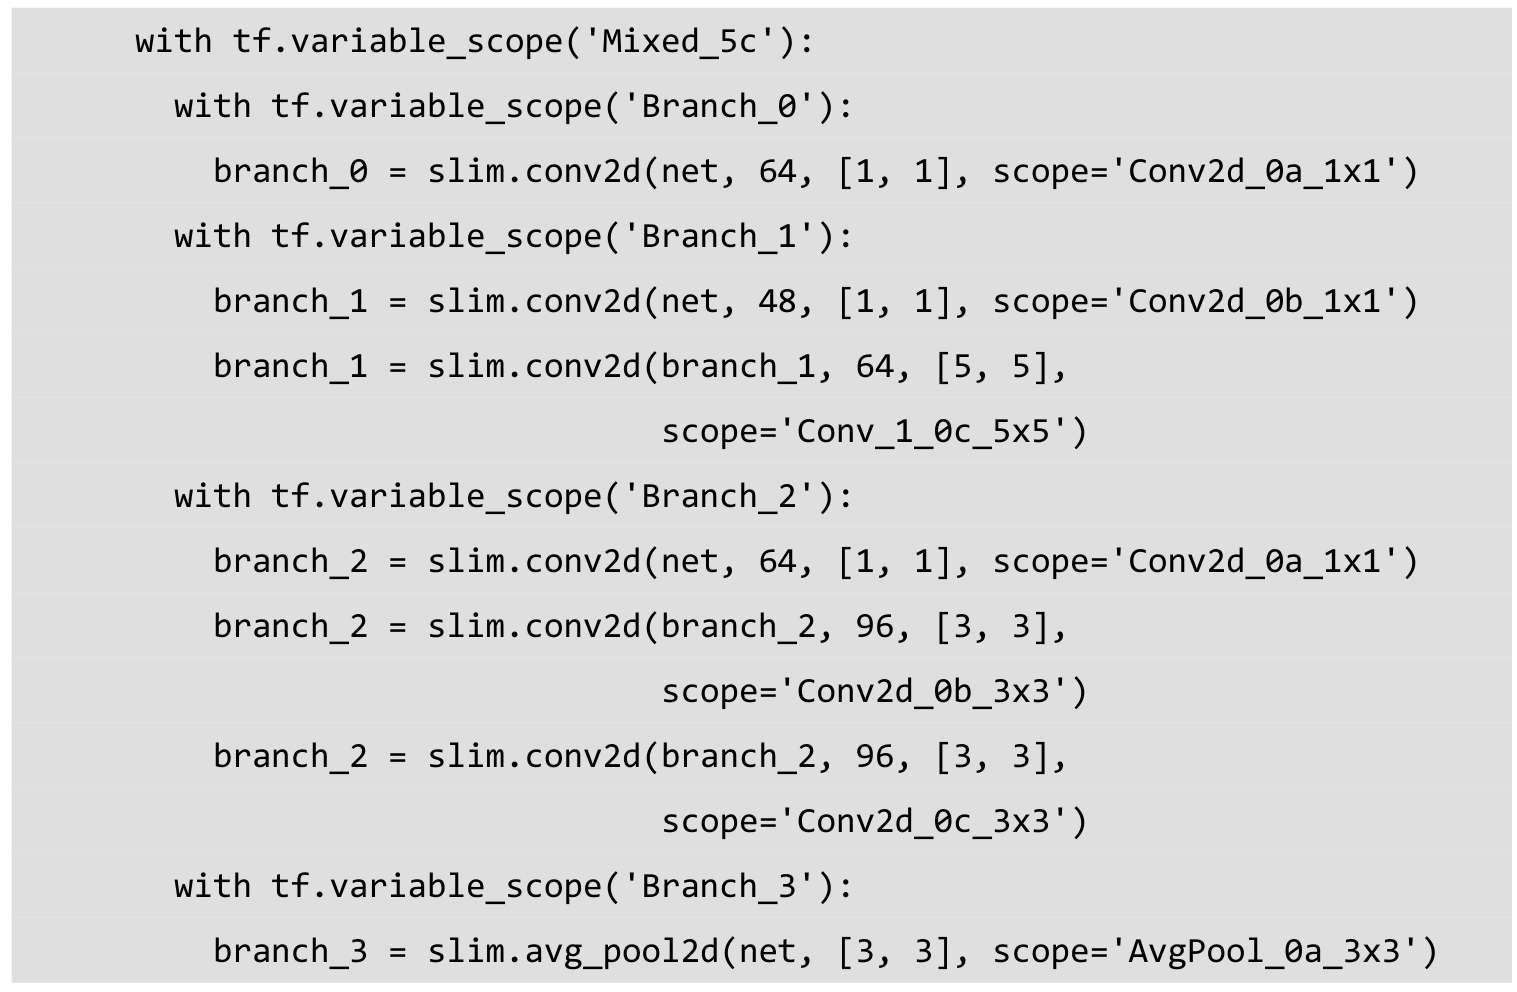 with tf.variable_scope('Mixed_5c'):
with tf.variable_scope('Branch_0'):
branch_0 = slim.conv2d(net, 64, [1, 1], scope='Conv2d_0a_1x1')
with tf.variable_scope('Branch_1'):
branch_1 = slim.conv2d(net, 48, [1, 1], scope='Conv2d_0b_1x1')
branch_1 = slim.conv2d(branch_1, 64, [5, 5],
scope='Conv_1_0c_5x5')
with tf.variable_scope('Branch_2'):
branch_2 = slim.conv2d(net, 64, [1, 1], scope='Conv2d_0a_1x1')
branch_2 = slim.conv2d(branch_2, 96, [3, 3],
scope='Conv2d_0b_3x3')
branch_2 = slim.conv2d(branch_2, 96, [3, 3],
scope='Conv2d_0c_3x3')
with tf.variable_scope('Branch_3'):
branch_3 = slim.avg_pool2d(net, [3, 3], scope='AvgPool_0a_3x3')